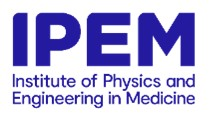 IPEM
Institute of Physics and
Engineering in Medicine